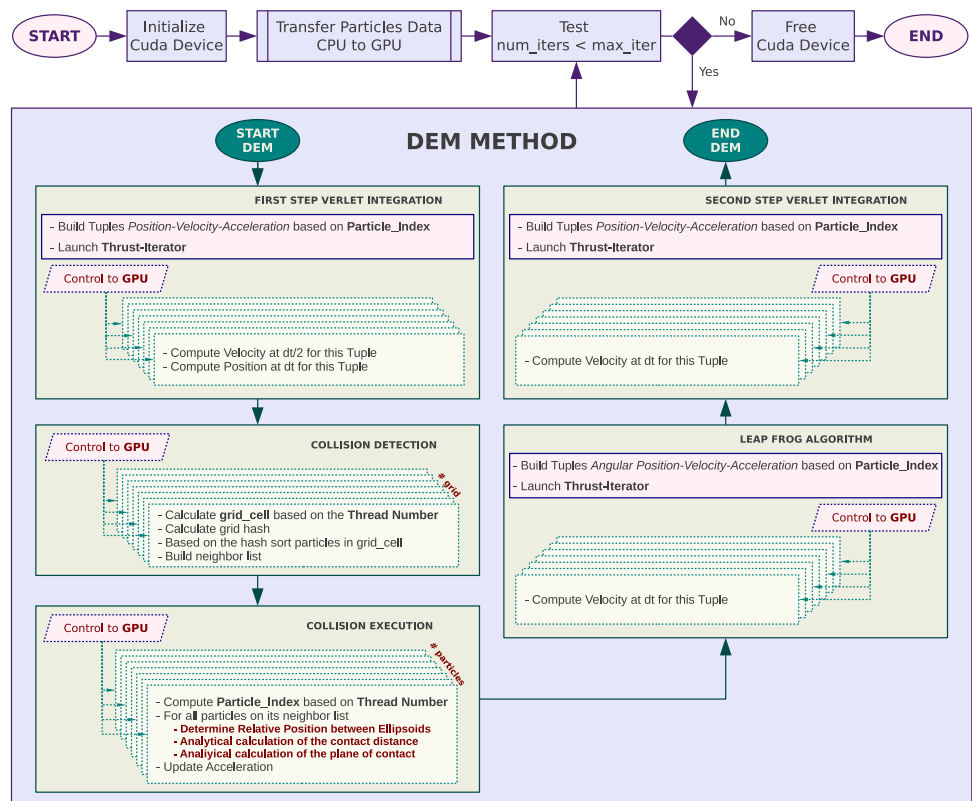 START
Initialize
Cuda Device
Transfer Particles Data
CPU to GPU
Test
num_iters < max_iter
No
Yes
Free
Cuda Device
END
DEM METHOD
START
DEM
END
DEM
FIRST STEP VERLET INTEGRATION
- Build Tuples Position-Velocity-Acceleration based on Particle_Index
- Launch Thrust-Iterator
Control to GPU
- Compute Velocity at dt/2 for this Tuple
- Compute Position at dt for this Tuple
COLLISION DETECTION
Control to GPU
# grid
- Calculate grid_cell based on the Thread Number
- Calculate grid hash
- Based on the hash sort particles in grid_cell
- Build neighbor list
COLLISION EXECUTION
Control to GPU
# particles
- Compute Particle_Index based on Thread Number
- For all particles on its neighbor list
- Determine Relative Position between Ellipsoids
- Analytical calculation of the contact distance
- Analiyical calculation of the plane of contact
- Update Acceleration
SECOND STEP VERLET INTEGRATION
- Build Tuples Position-Velocity-Acceleration based on Particle_Index
- Launch Thrust-Iterator
Control to GPU
- Compute Velocity at dt for this Tuple
LEAP FROG ALGORITHM
- Build Tuples Angular Position-Velocity-Acceleration based on Particle_Index
- Launch Thrust-Iterator
Control to GPU
- Compute Velocity at dt for this Tuple